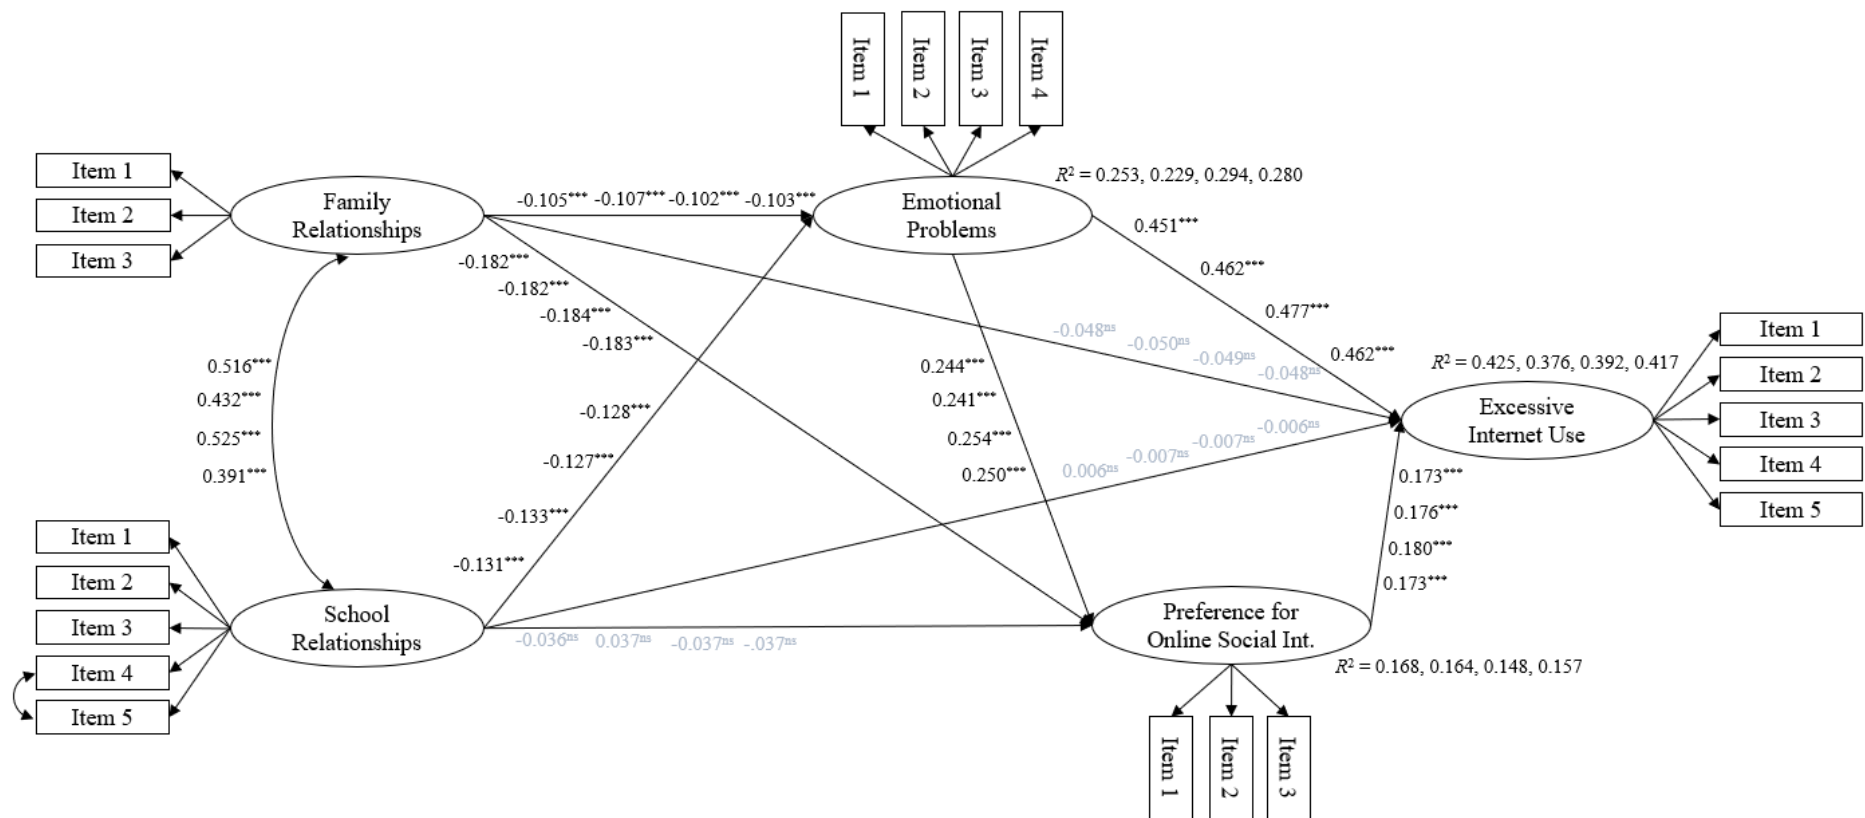 Item 1
Item 2
Item 3
Item 4
Item 1
Item 2
Item 3
Family
Relationships
-0.105*** -0.107*** -0.102*** -0.103***
Emotional
Problems
R² = 0.253, 0.229, 0.294, 0.280
0.451***
0.462***
0.477***
0.462***
-0.182***
-0.182***
-0.184***
-0.183***
-0.048ns
-0.050ns
-0.049ns
-0.048ns
0.516***
0.432***
0.525***
0.391***
-0.128***
-0.127***
-0.133***
-0.131***
0.244***
0.241***
0.254***
0.250***
0.006ns
-0.007ns
-0.007ns
-0.006ns
R² = 0.425, 0.376, 0.392, 0.417
Excessive
Internet Use
Item 1
Item 2
Item 3
Item 4
Item 5
0.173***
0.176***
0.180***
0.173***
Item 1
Item 2
Item 3
Item 4
Item 5
School
Relationships
-0.036ns 0.037ns -0.037ns -.037ns
Preference for
Online Social Int.
R² = 0.168, 0.164, 0.148, 0.157
Item 1
Item 2
Item 3